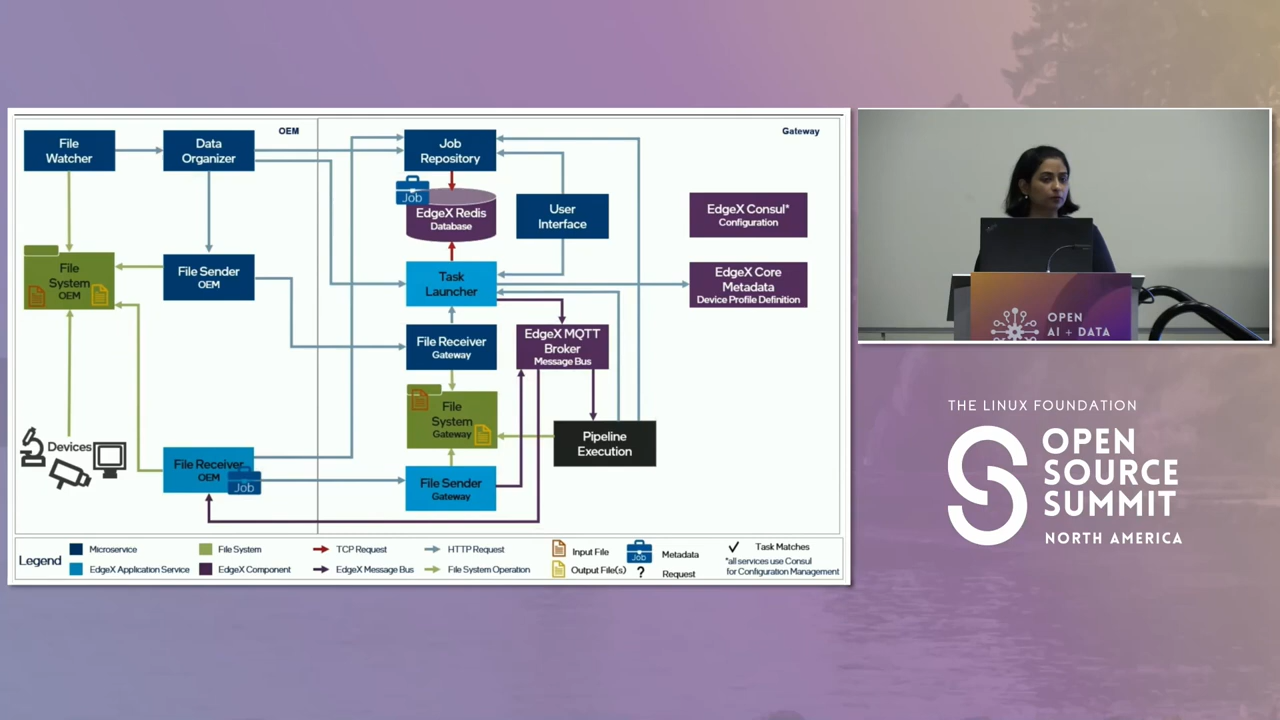 OEM
Gateway
File
Watcher
Data
Organizer
Job
Repository
Job
EdgeX Redis
Database
User
Interface
EdgeX Consul*
Configuration
File
System
OEM
File Sender
OEM
Task
Launcher
EdgeX Core
Metadata
Device Profile Definition
File Receiver
Gateway
EdgeX MQTT
Broker
Message Bus
File
System
Gateway
Pipeline
Execution
Devices
File Receiver
OEM
Job
File Sender
Gateway
Legend
Microservice
File System
TCP Request
HTTP Request
Input File
Job
Metadata
Task Matches
EdgeX Application Service
EdgeX Component
EdgeX Message Bus
File System Operation
Output File(s)
?
Request
*all services use Consul
for Configuration Management
OPEN
AI + DATA
THE LINUX FOUNDATION
OPEN
SOURCE
SUMMIT
NORTH AMERICA